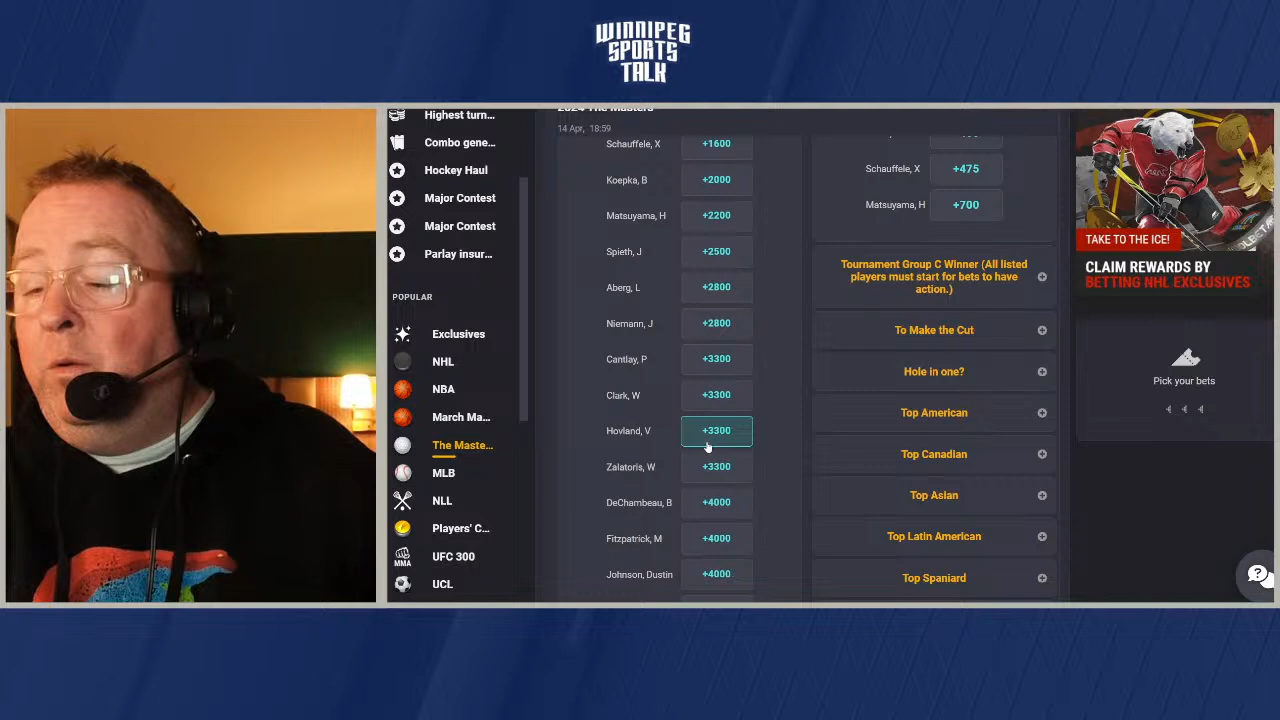 WINNIPEG
SPORTS
TALK
Highest turn...
Combo gene...
Hockey Haul
Major Contest
Major Contest
Parlay insur...
POPULAR
Exclusives
NHL
NBA
March Ma...
The Maste...
MLB
NLL
Players' C...
MMA
UFC 300
UCL
2024 The Masters
14 Apr, 18:59
Schauffele, X +1600
Koepka, B +2000
Matsuyama, H +2200
Spieth, J +2500
Aberg, L +2800
Niemann, J +2800
Cantlay, P +3300
Clark, W +3300
Hovland, V +3300
Zalatoris, W +3300
DeChambeau, B +4000
Fitzpatrick, M +4000
Johnson, Dustin +4000
Schauffele, X +475
Matsuyama, H +700
Tournament Group C Winner (All listed
players must start for bets to have
action.)
To Make the Cut
Hole in one?
Top American
Top Canadian
Top Asian
Top Latin American
Top Spaniard
TAKE TO THE ICE!
CLAIM REWARDS BY
BETTING NHL EXCLUSIVES
Pick your bets